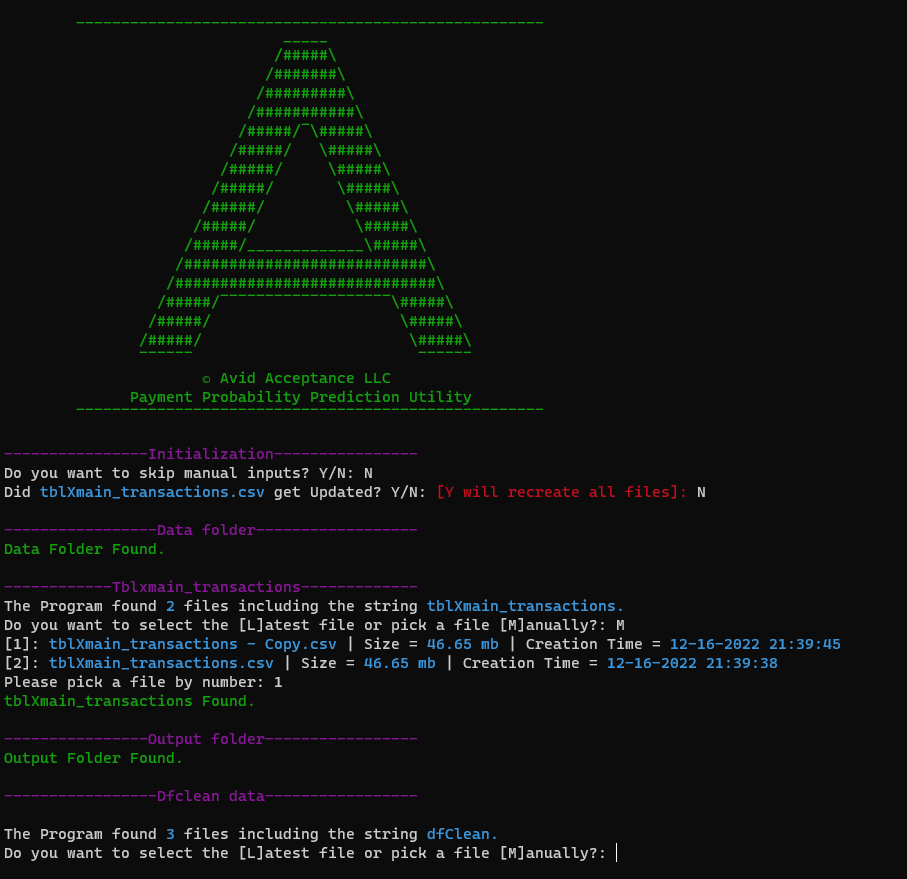 © Avid Acceptance LLC
Payment Probability Prediction Utility
----------------Initialization----------------
Do you want to skip manual inputs? Y/N: N
Did tblXmain_transactions.csv get Updated? Y/N: [Y will recreate all files]: N
-----------------Data folder------------------
Data Folder Found.
------------Tblxmain_transactions-------------
The Program found 2 files including the string tblXmain_transactions.
Do you want to select the [L]atest file or pick a file [M]anually?: M
[1]: tblXmain_transactions - Copy.csv | Size = 46.65 mb | Creation Time = 12-16-2022 21:39:45
[2]: tblXmain_transactions.csv | Size = 46.65 mb | Creation Time = 12-16-2022 21:39:38
Please pick a file by number: 1
tblXmain_transactions Found.
----------------Output folder-----------------
Output Folder Found.
-----------------Dfclean data-----------------
The Program found 3 files including the string dfClean.
Do you want to select the [L]atest file or pick a file [M]anually?: